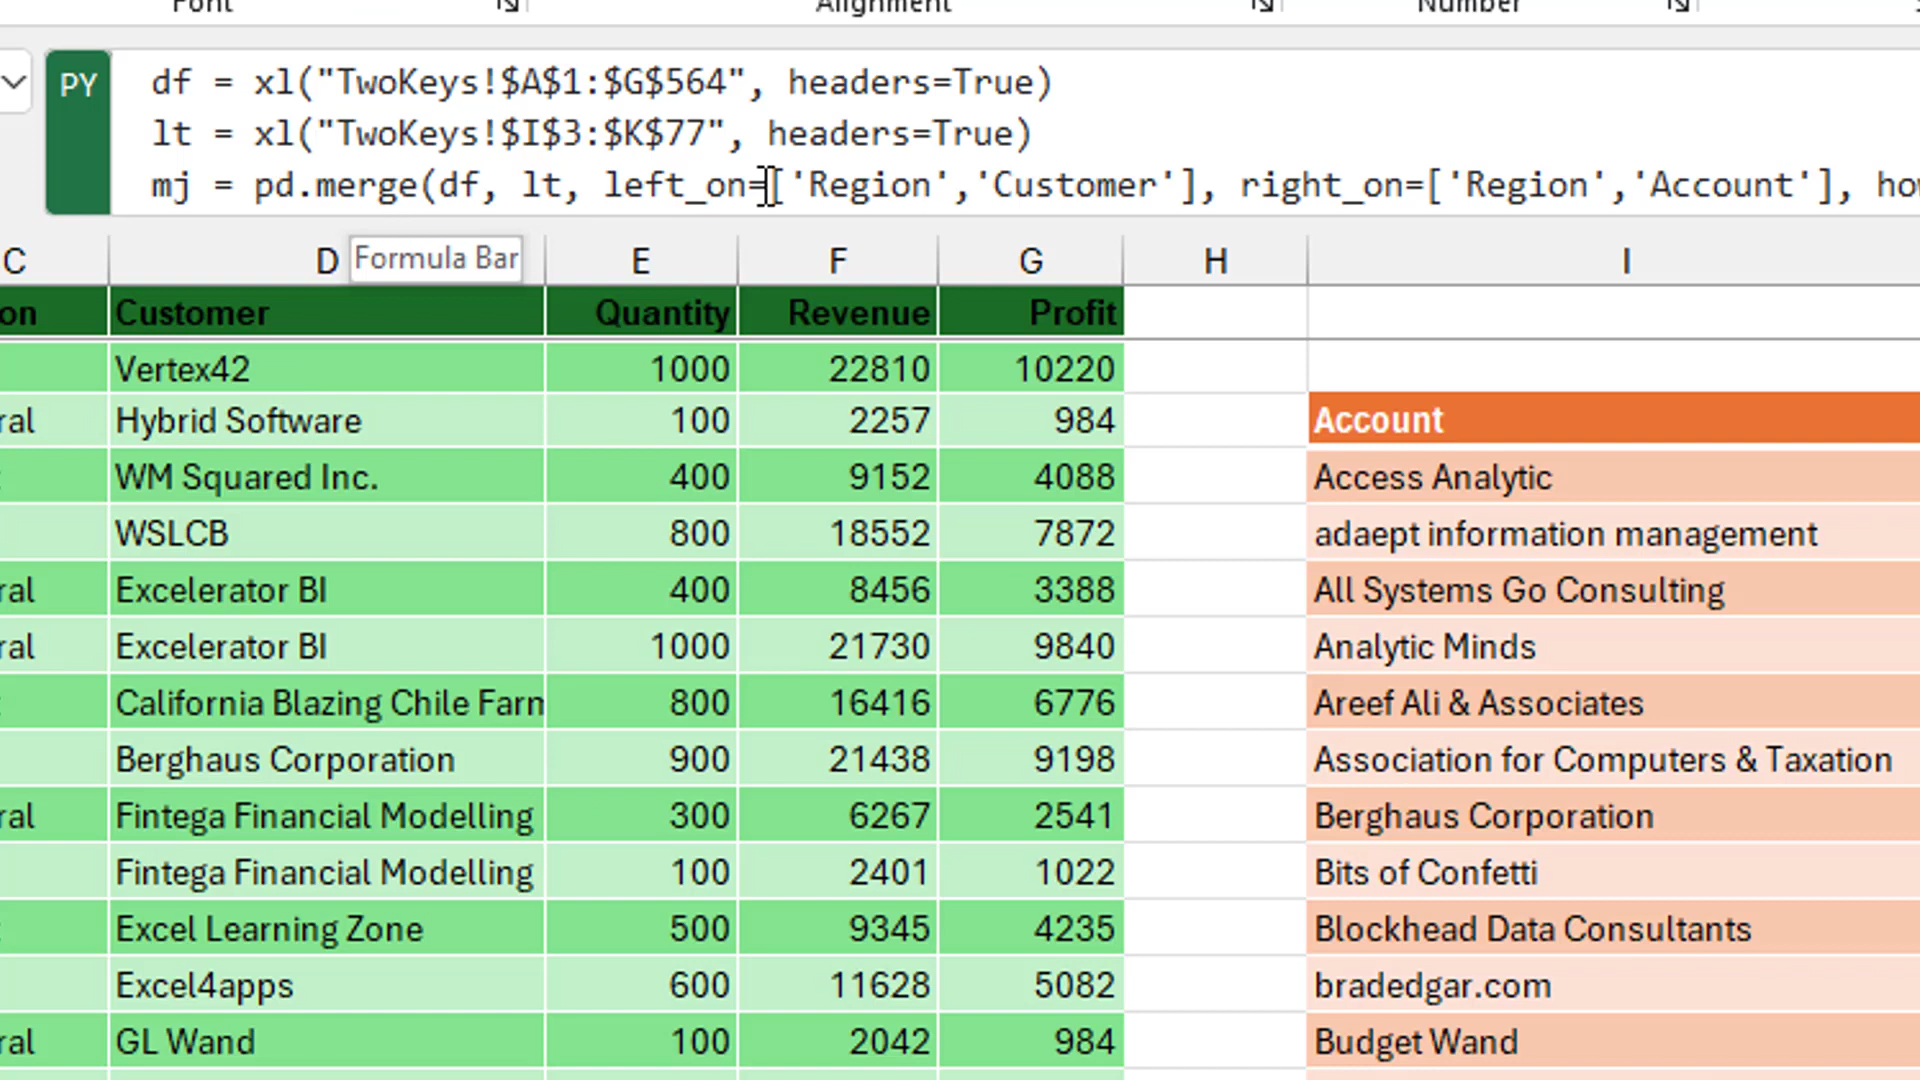 Font Alignment Number
PY
df = xl("TwoKeys!$A$1:$G$564", headers=True)
lt = xl("TwoKeys!$I$3:$K$77", headers=True)
mj = pd.merge(df, lt, left_on=['Region','Customer'], right_on=['Region','Account'], how
C D Formula Bar E F G H I
on Customer Quantity Revenue Profit
Vertex42 1000 22810 10220
ral Hybrid Software 100 2257 984 Account
WM Squared Inc. 400 9152 4088 Access Analytic
WSLCB 800 18552 7872 adaept information management
ral Excelerator BI 400 8456 3388 All Systems Go Consulting
ral Excelerator BI 1000 21730 9840 Analytic Minds
California Blazing Chile Farm 800 16416 6776 Areef Ali & Associates
Berghaus Corporation 900 21438 9198 Association for Computers & Taxation
ral Fintega Financial Modelling 300 6267 2541 Berghaus Corporation
Fintega Financial Modelling 100 2401 1022 Bits of Confetti
Excel Learning Zone 500 9345 4235 Blockhead Data Consultants
Excel4apps 600 11628 5082 bradedgar.com
ral GL Wand 100 2042 984 Budget Wand